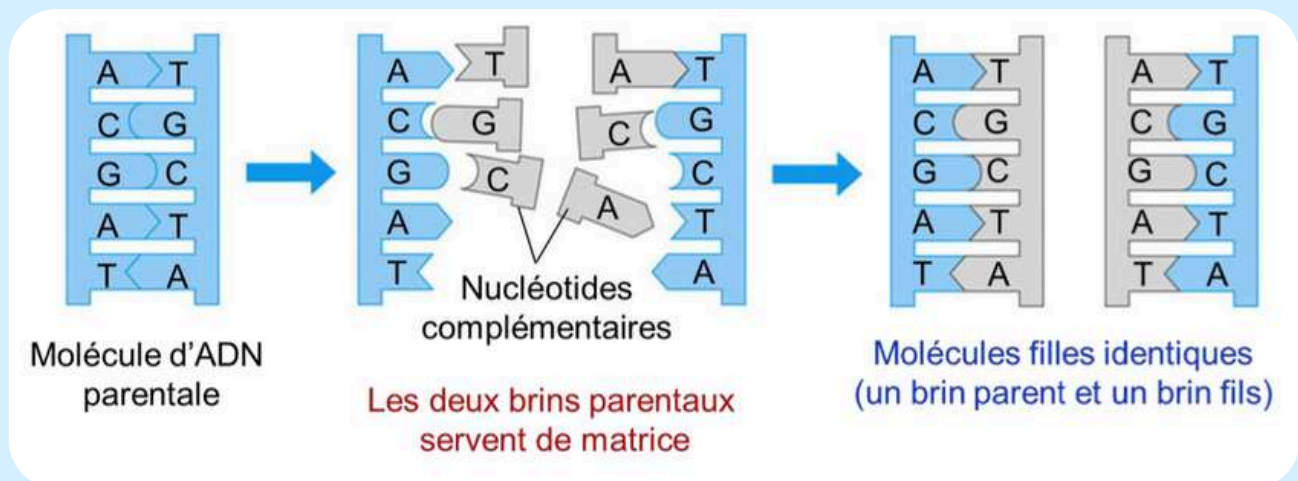 A T
C G
G C
A T
T A
Molécule d'ADN
parentale
A T
C G
G C
A
T
A T
C G
C
A T
A
Nucléotides
complémentaires
Les deux brins parentaux
servent de matrice
A T
C G
G C
A T
T A
A T
C G
G C
A T
T A
Molécules filles identiques
(un brin parent et un brin fils)